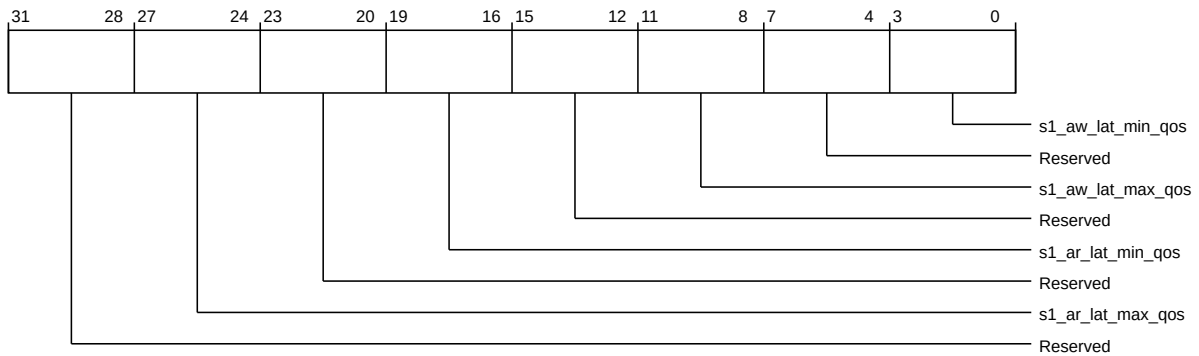 31 28 27 24 23 20 19 16 15 12 11 8 7 4 3 0
s1_aw_lat_min_qos
Reserved
s1_aw_lat_max_qos
Reserved
s1_ar_lat_min_qos
Reserved
s1_ar_lat_max_qos
Reserved